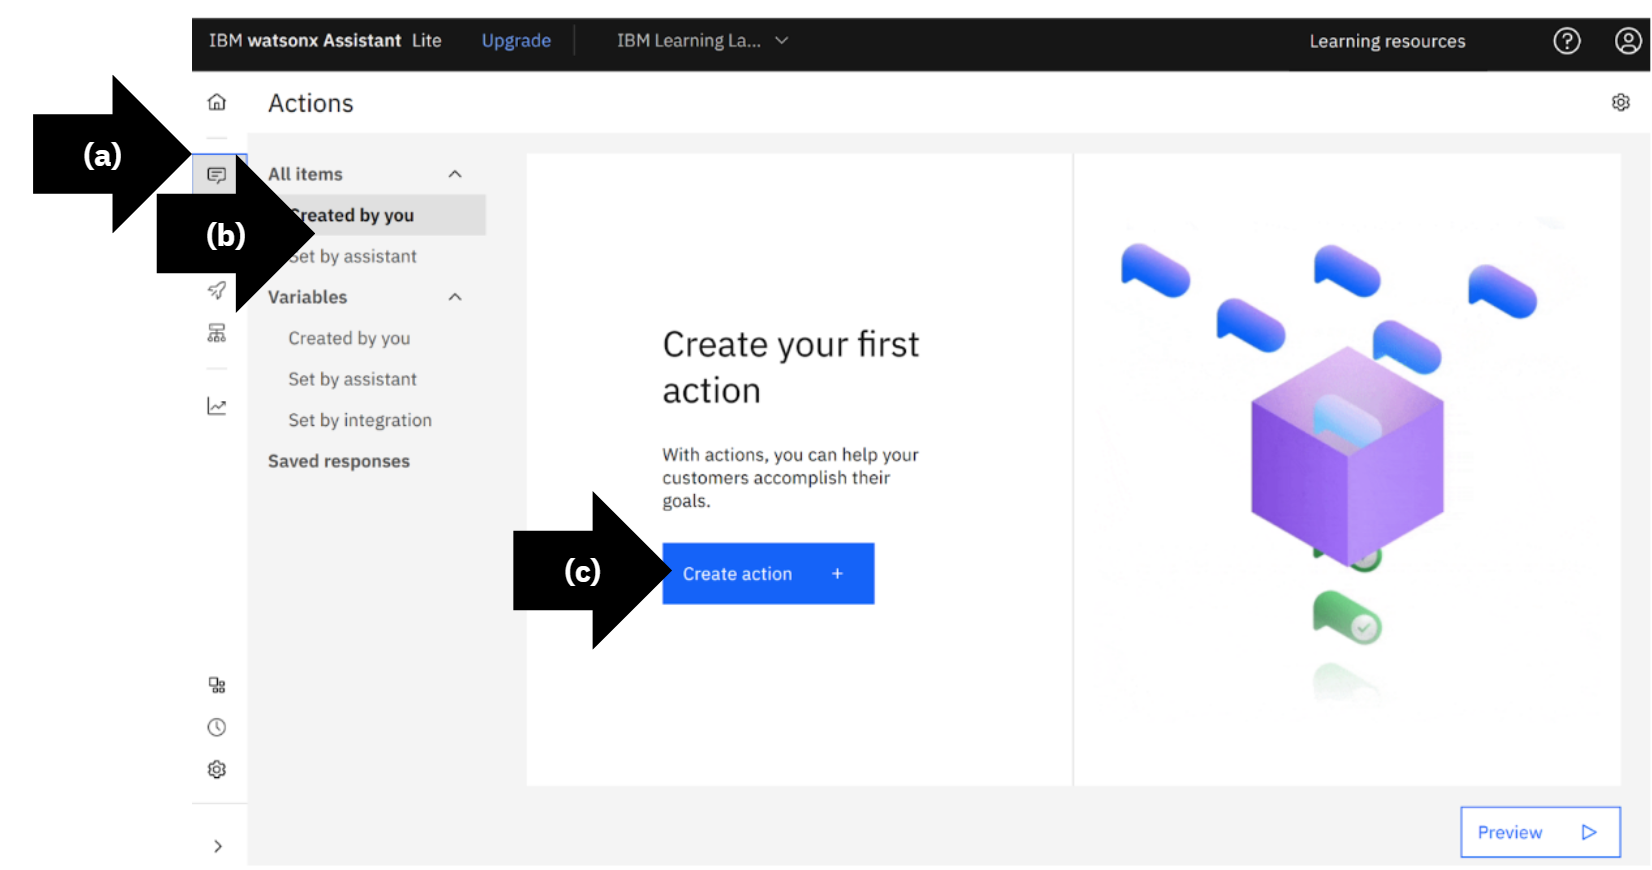 IBM watsonx Assistant Lite Upgrade IBM Learning La... Learning resources
Actions
(a)
All items
Created by you
(b)
Set by assistant
Variables
Created by you
Set by assistant
Set by integration
Saved responses
Create your first
action
With actions, you can help your
customers accomplish their
goals.
(c)
Create action +
Preview